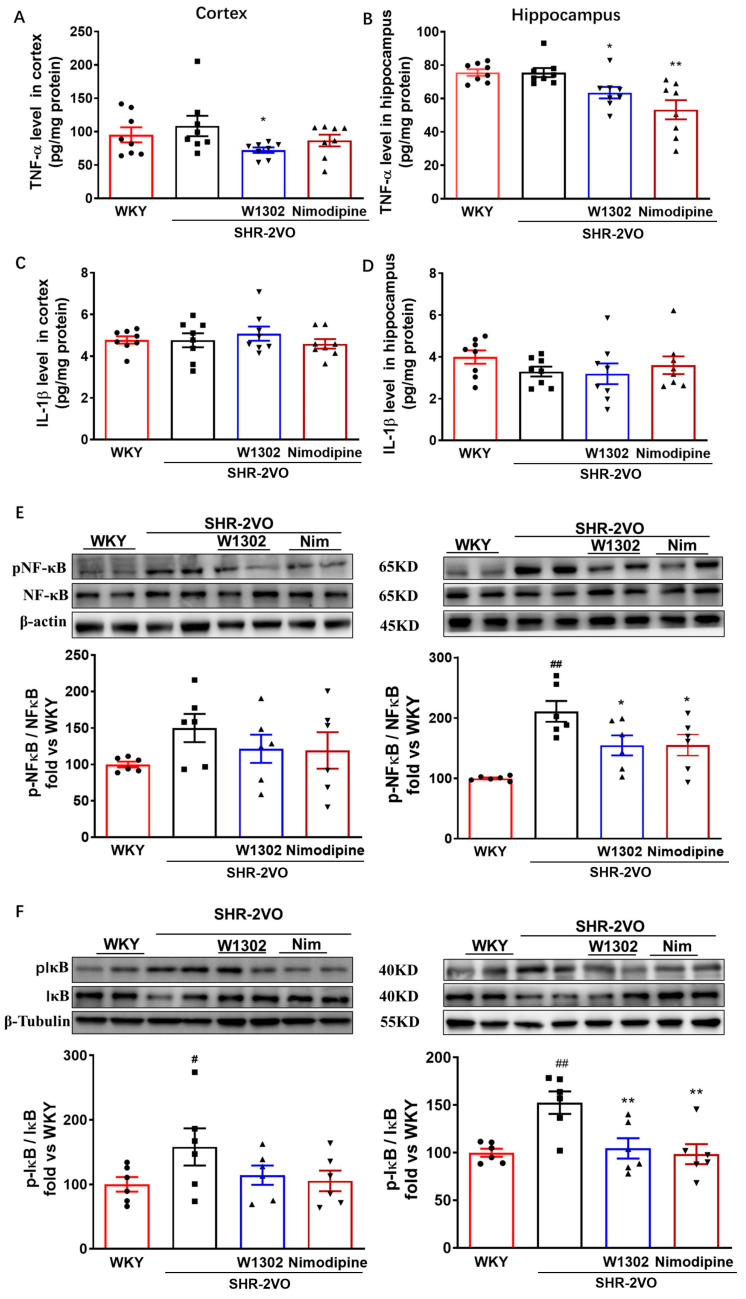 A
Cortex
TNF-α level in cortex
(pg/mg protein)
250
200
150
100
50
0
*
WKY
W1302
Nimodipine
SHR-2VO
B
Hippocampus
TNF-α level in hippocampus
(pg/mg protein)
100
80
60
40
20
0
*
**
WKY
W1302
Nimodipine
SHR-2VO
C
IL-1β level in cortex
(pg/mg protein)
8
6
4
2
0
WKY
W1302
Nimodipine
SHR-2VO
D
IL-1β level in hippocampus
(pg/mg protein)
8
6
4
2
0
WKY
W1302
Nimodipine
SHR-2VO
E
SHR-2VO
WKY
W1302
Nim
pNF-κB
NF-κB
β-actin
SHR-2VO
WKY
W1302
Nim
65KD
65KD
45KD
p-NFκB / NFκB
fold vs WKY
200
150
100
50
0
WKY
W1302
Nimodipine
SHR-2VO
p-NFκB / NFκB
fold vs WKY
300
200
100
0
##
*
*
WKY
W1302
Nimodipine
SHR-2VO
F
SHR-2VO
WKY
W1302
Nim
pIκB
IκB
β-Tubulin
SHR-2VO
WKY
W1302
Nim
40KD
40KD
55KD
p-IκB / IκB
fold vs WKY
300
200
100
0
#
WKY
W1302
Nimodipine
SHR-2VO
p-IκB / IκB
fold vs WKY
200
150
100
50
0
##
**
**
WKY
W1302
Nimodipine
SHR-2VO